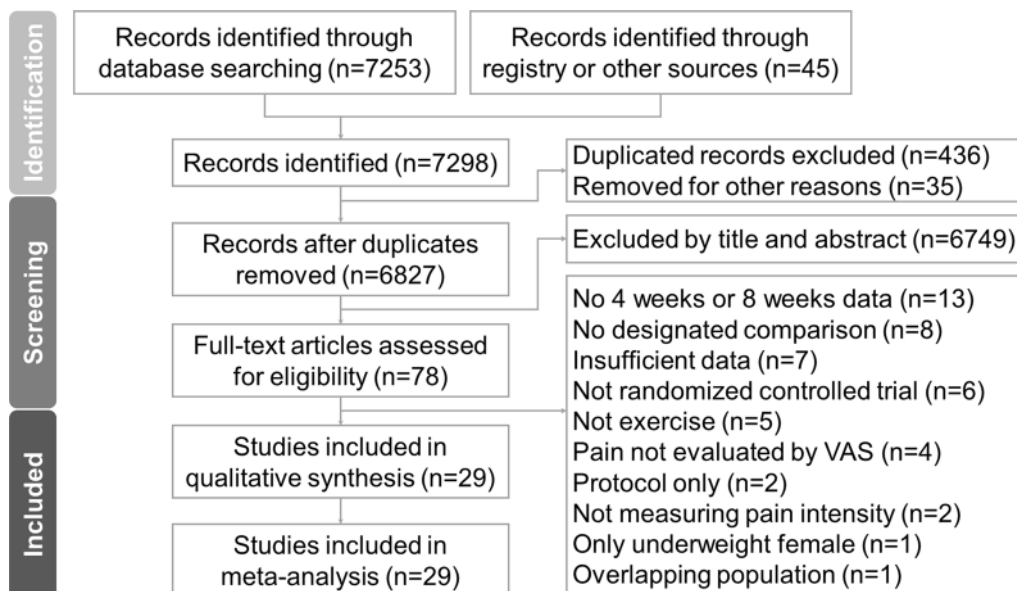 Identification
Records identified through
database searching (n=7253)
Records identified through
registry or other sources (n=45)
Records identified (n=7298)
Duplicated records excluded (n=436)
Removed for other reasons (n=35)
Screening
Records after duplicates
removed (n=6827)
Excluded by title and abstract (n=6749)
Full-text articles assessed
for eligibility (n=78)
No 4 weeks or 8 weeks data (n=13)
No designated comparison (n=8)
Insufficient data (n=7)
Not randomized controlled trial (n=6)
Not exercise (n=5)
Pain not evaluated by VAS (n=4)
Protocol only (n=2)
Not measuring pain intensity (n=2)
Only underweight female (n=1)
Overlapping population (n=1)
Included
Studies included in
qualitative synthesis (n=29)
Studies included in
meta-analysis (n=29)